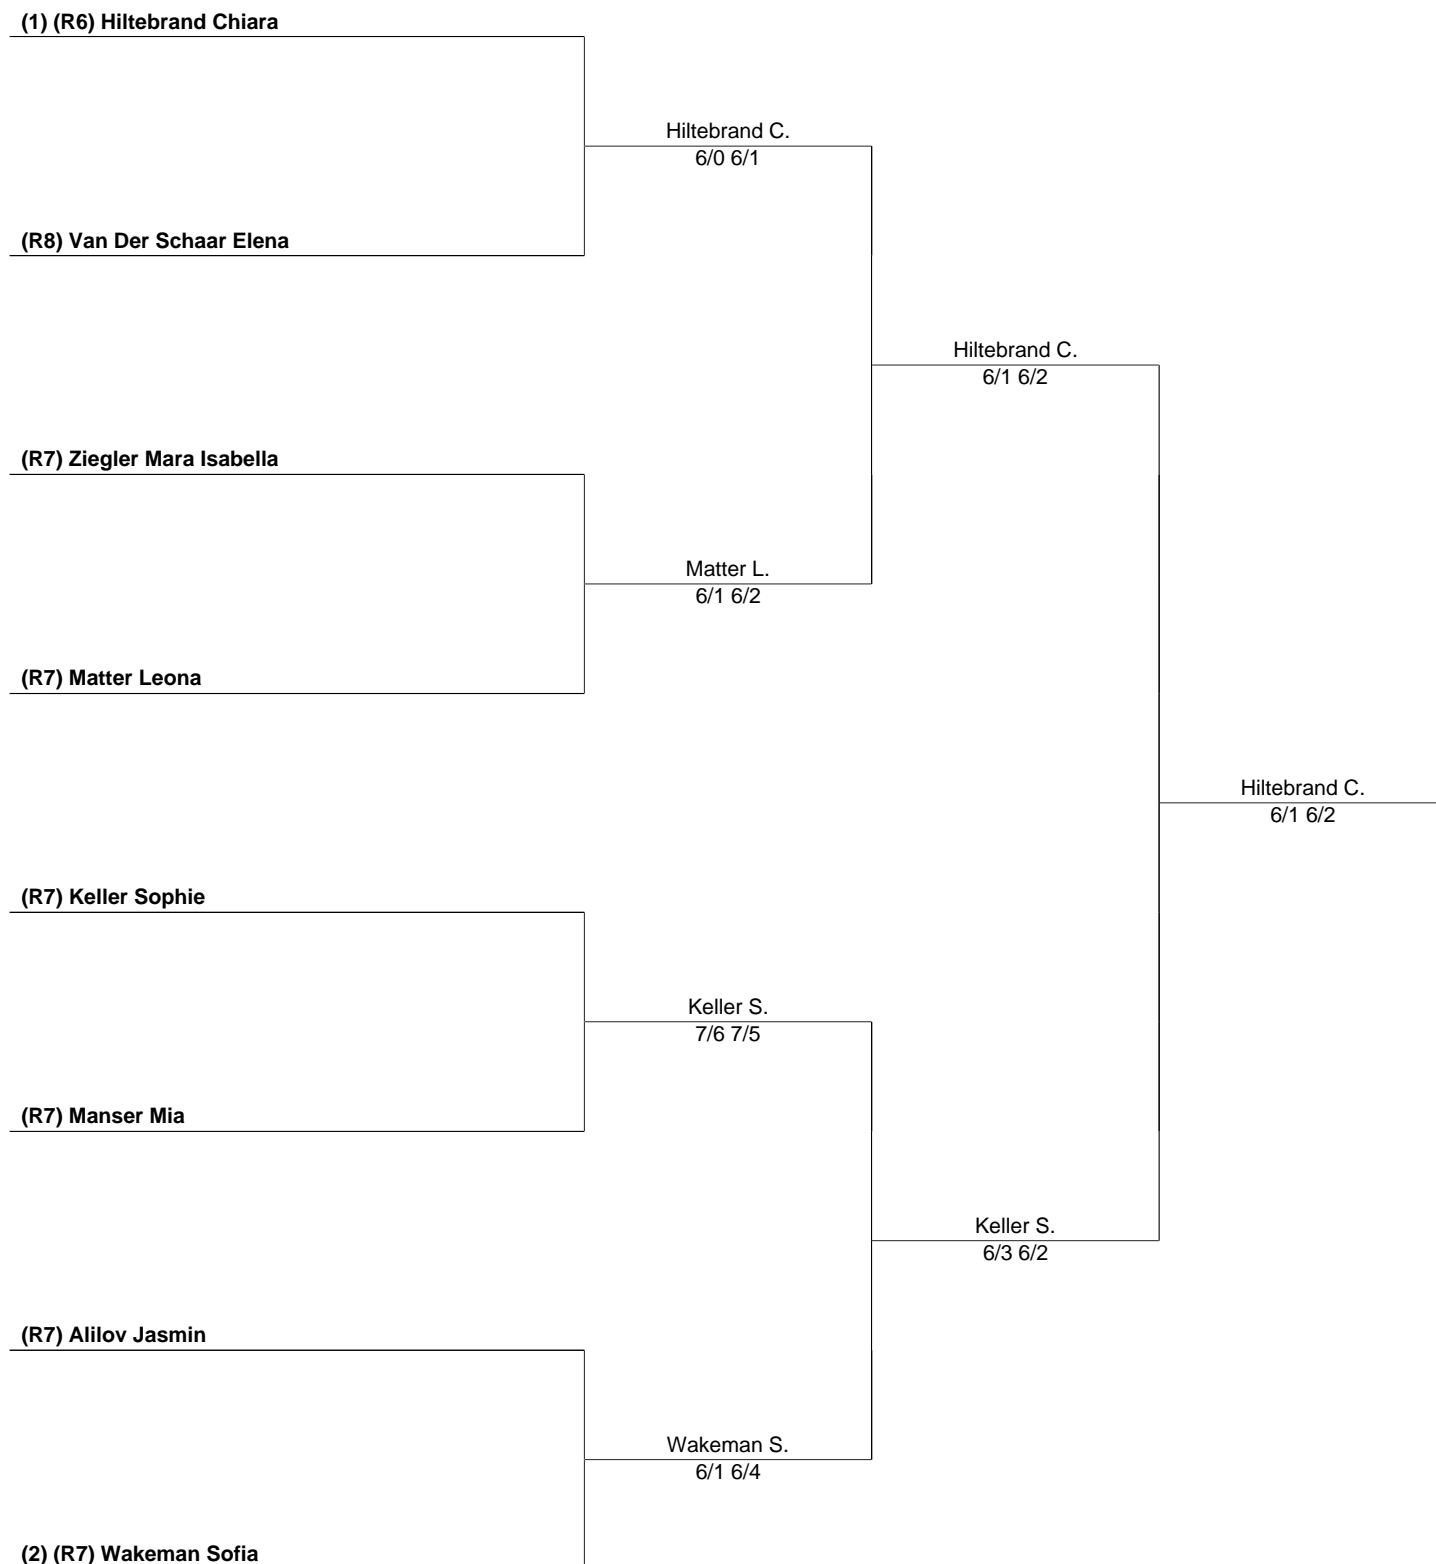 (1) (R6) Hiltebrand Chiara
Hiltebrand C.
6/0 6/1
(R8) Van Der Schaar Elena
Hiltebrand C.
6/1 6/2
(R7) Ziegler Mara Isabella
Matter L.
6/1 6/2
(R7) Matter Leona
Hiltebrand C.
6/1 6/2
(R7) Keller Sophie
Keller S.
7/6 7/5
(R7) Manser Mia
Keller S.
6/3 6/2
(R7) Alilov Jasmin
Wakeman S.
6/1 6/4
(2) (R7) Wakeman Sofia